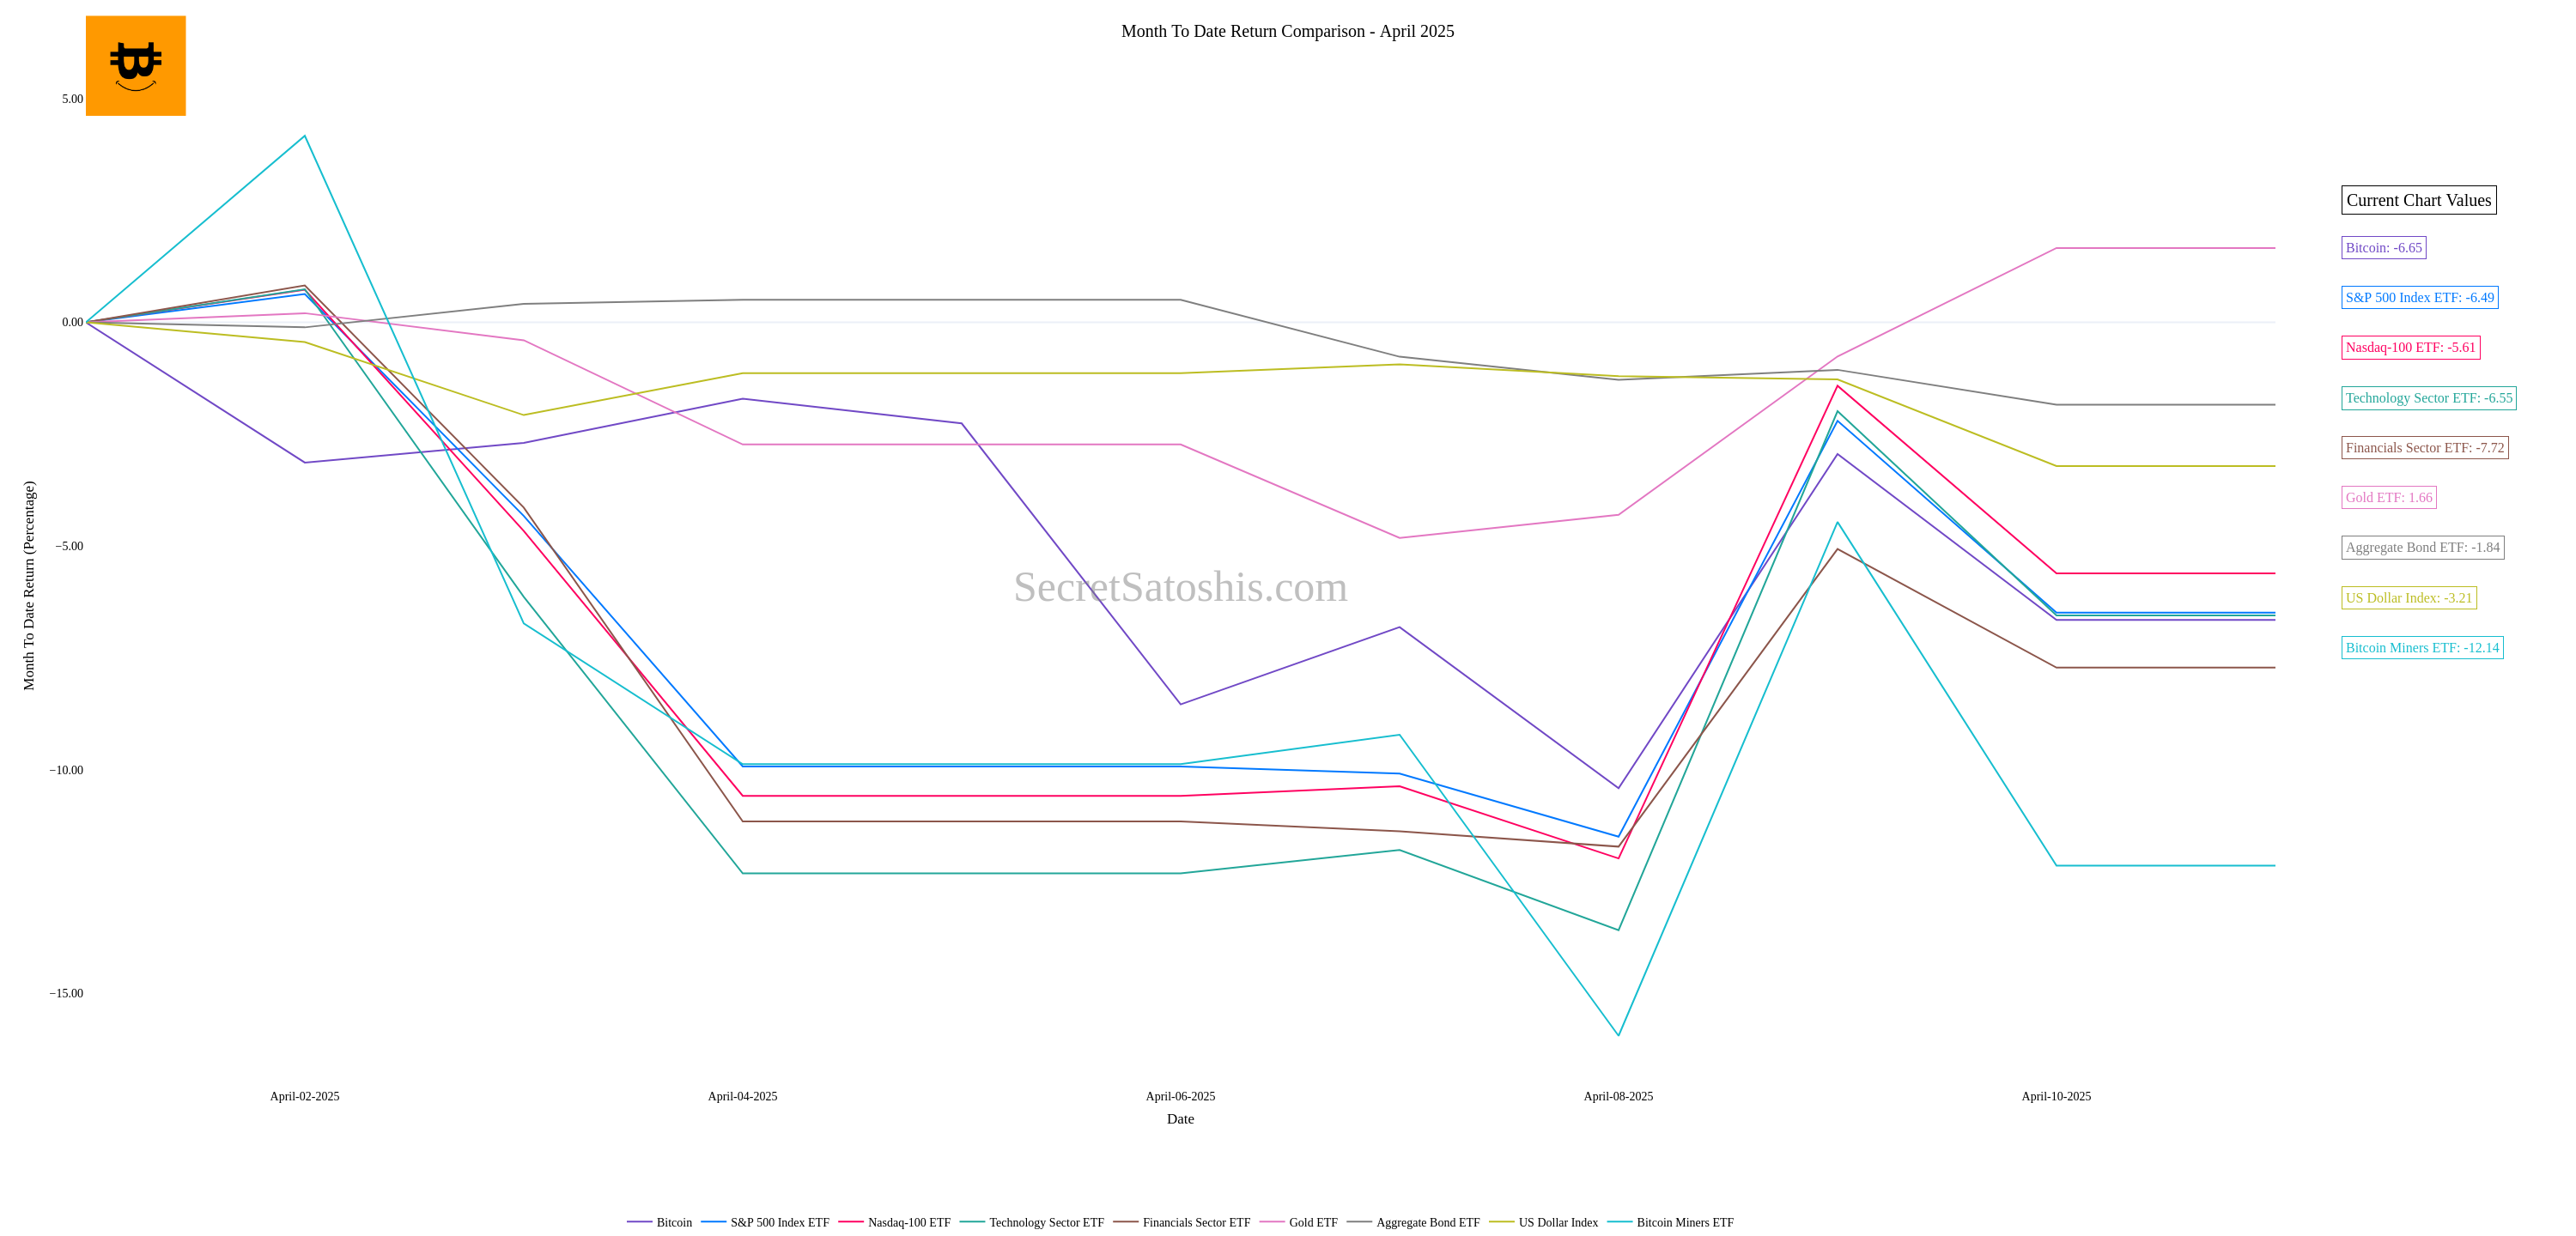 Month To Date Return Comparison - April 2025
5.00
0.00
−5.00
−10.00
−15.00
Month To Date Return (Percentage)
SecretSatoshis.com
Current Chart Values
Bitcoin: -6.65
S&P 500 Index ETF: -6.49
Nasdaq-100 ETF: -5.61
Technology Sector ETF: -6.55
Financials Sector ETF: -7.72
Gold ETF: 1.66
Aggregate Bond ETF: -1.84
US Dollar Index: -3.21
Bitcoin Miners ETF: -12.14
April-02-2025 April-04-2025 April-06-2025 April-08-2025 April-10-2025
Date
Bitcoin S&P 500 Index ETF Nasdaq-100 ETF Technology Sector ETF Financials Sector ETF Gold ETF Aggregate Bond ETF US Dollar Index Bitcoin Miners ETF